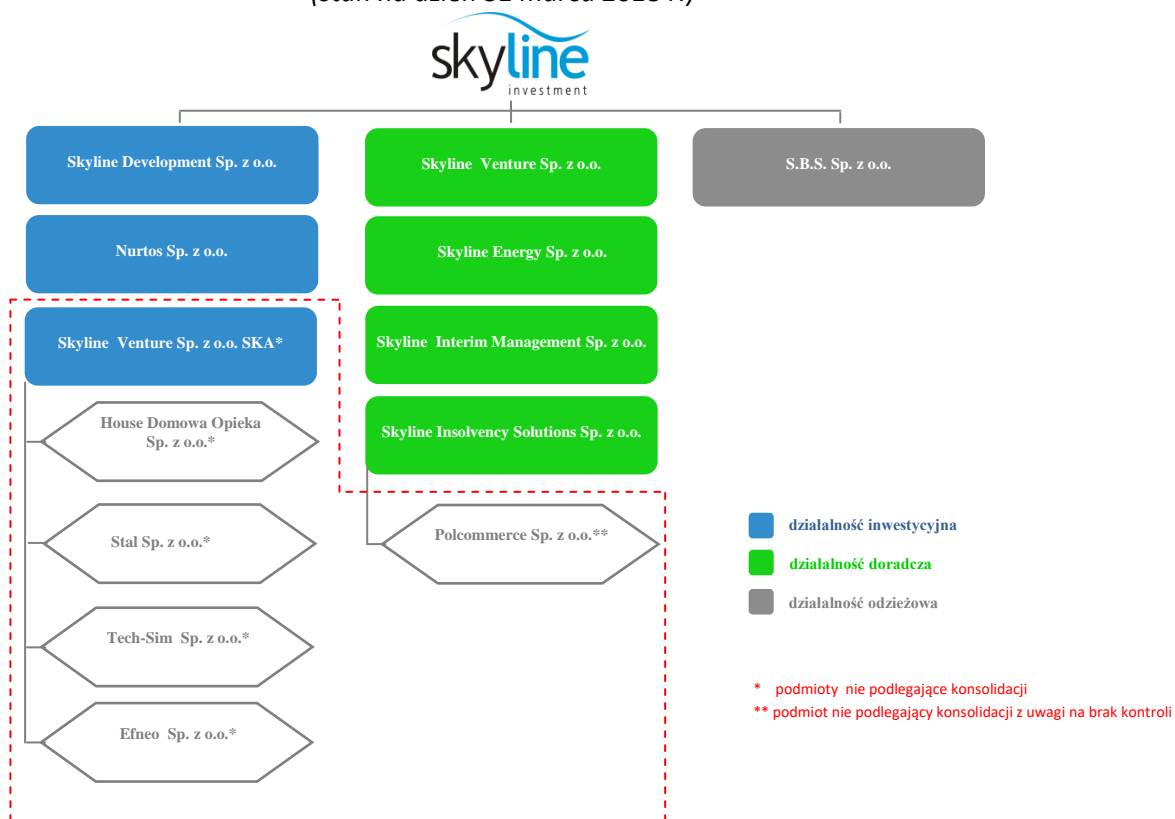 skyline
investment
Skyline Development Sp. z o.o.
Skyline Venture Sp. z o.o.
S.B.S. Sp. z o.o.
Nurtos Sp. z o.o.
Skyline Energy Sp. z o.o.
Skyline Venture Sp. z o.o. SKA*
Skyline Interim Management Sp. z o.o.
House Domowa Opieka
Sp. z o.o.*
Skyline Insolvency Solutions Sp. z o.o.
Stal Sp. z o.o.*
Polcommerce Sp. z o.o.**
Tech-Sim Sp. z o.o.*
Efneo Sp. z o.o.*
działalność inwestycyjna
działalność doradcza
działalność odzieżowa
* podmioty nie podlegające konsolidacji
** podmiot nie podlegający konsolidacji z uwagi na brak kontroli